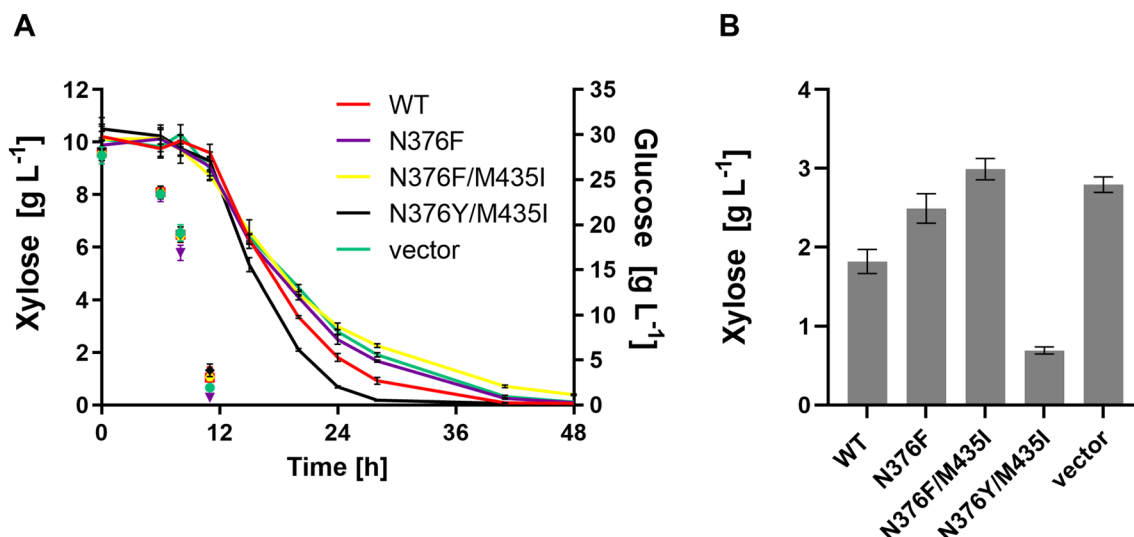 A
Xylose [g L-1]
12
10
8
6
4
2
0
0
12
24
36
48
Time [h]
35
30
25
20
15
10
5
0
Glucose [g L-1]
WT
N376F
N376F/M435I
N376Y/M435I
vector
B
Xylose [g L-1]
4
3
2
1
0
WT
N376F
N376F/M435I
N376Y/M435I
vector